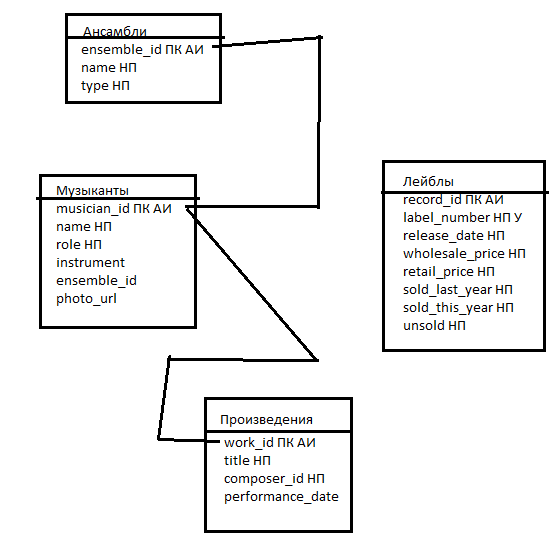 Ансамбли
ensemble_id ПК АИ
name НП
type НП
Музыканты
musician_id ПК АИ
name НП
role НП
instrument
ensemble_id
photo_url
Лейблы
record_id ПК АИ
label_number НП У
release_date НП
wholesale_price НП
retail_price НП
sold_last_year НП
sold_this_year НП
unsold НП
Произведения
work_id ПК АИ
title НП
composer_id НП
performance_date